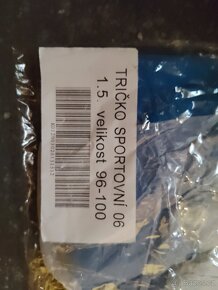 TRIČKO SPORTOVNÍ 06
1.5. velikost 96-100